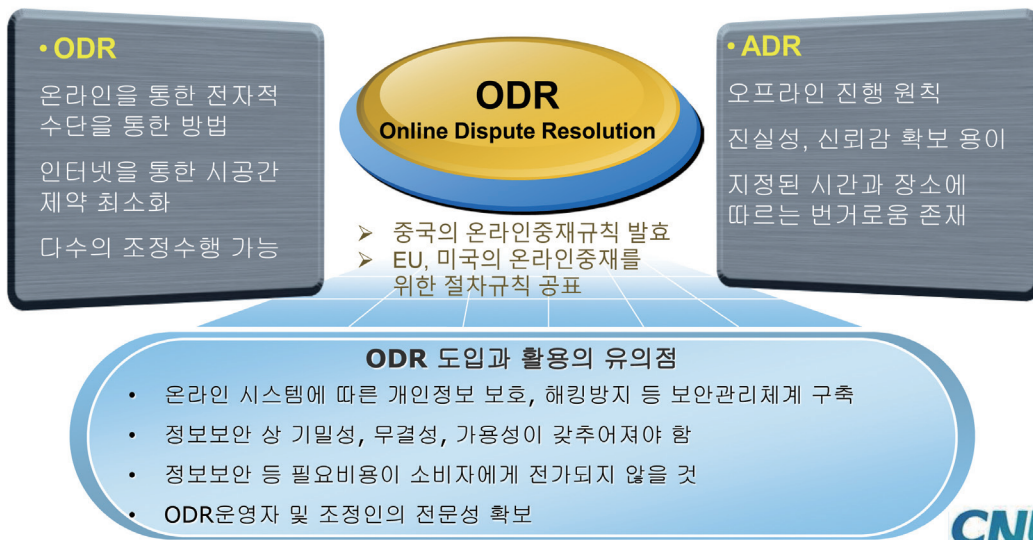 • ODR
온라인을 통한 전자적
수단을 통한 방법
인터넷을 통한 시공간
제약 최소화
다수의 조정수행 가능
ODR
Online Dispute Resolution
➢ 중국의 온라인중재규칙 발효
➢ EU, 미국의 온라인중재를
위한 절차규칙 공표
• ADR
오프라인 진행 원칙
진실성, 신뢰감 확보 용이
지정된 시간과 장소에
따르는 번거로움 존재
ODR 도입과 활용의 유의점
• 온라인 시스템에 따른 개인정보 보호, 해킹방지 등 보안관리체계 구축
• 정보보안 상 기밀성, 무결성, 가용성이 갖추어져야 함
• 정보보안 등 필요비용이 소비자에게 전가되지 않을 것
• ODR운영자 및 조정인의 전문성 확보